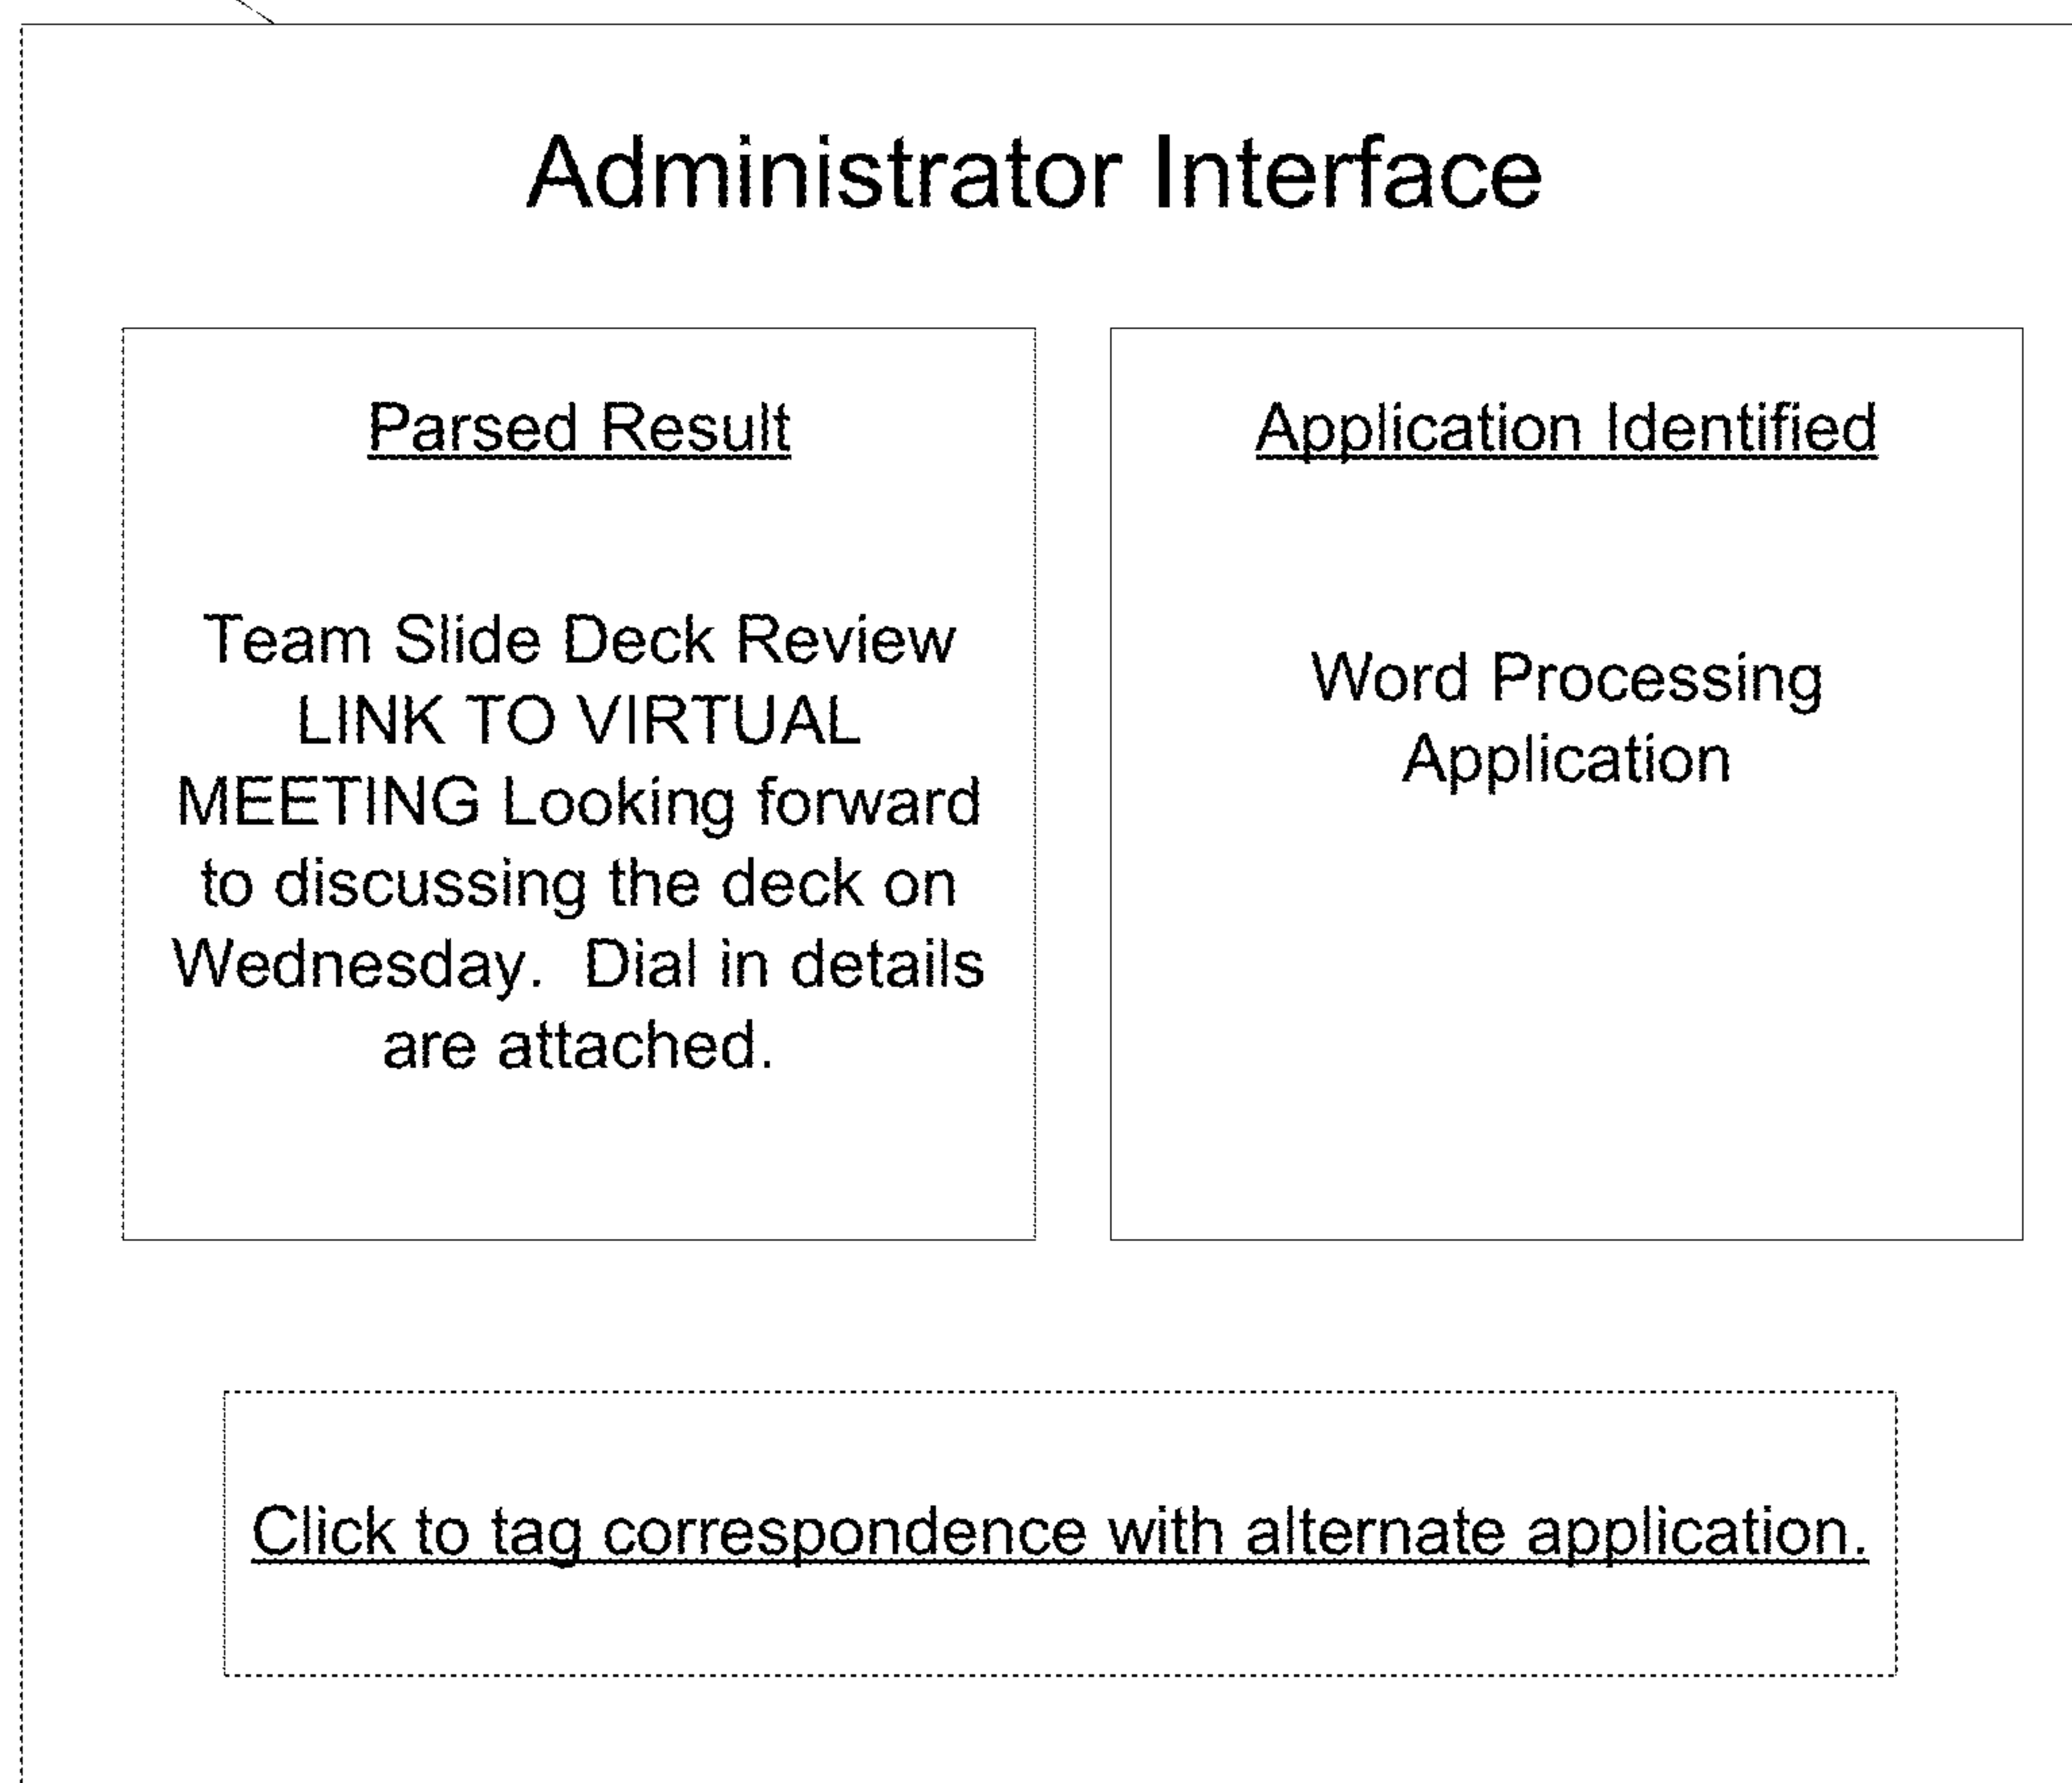 Administrator Interface
Parsed Result
Team Slide Deck Review
LINK TO VIRTUAL
MEETING Looking forward
to discussing the deck on
Wednesday.  Dial in details
are attached.
Application Identified
Word Processing
Application
Click to tag correspondence with alternate application.